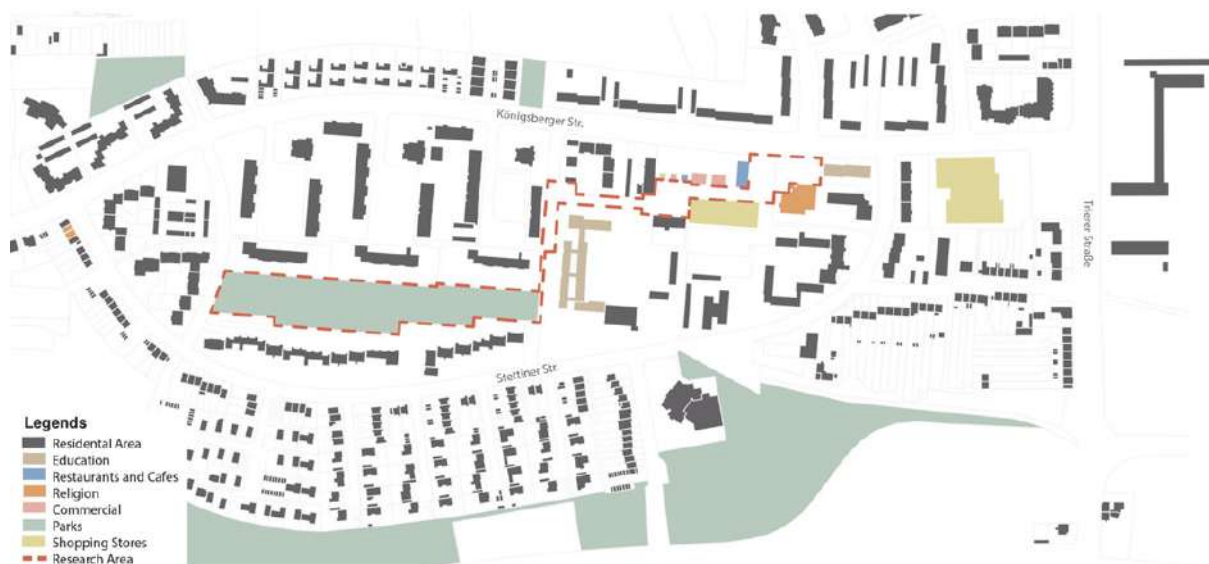 Königsberger Str.
Trierer Straße
Stettiner Str.
Legends
Residental Area
Education
Restaurants and Cafes
Religion
Commercial
Parks
Shopping Stores
Research Area